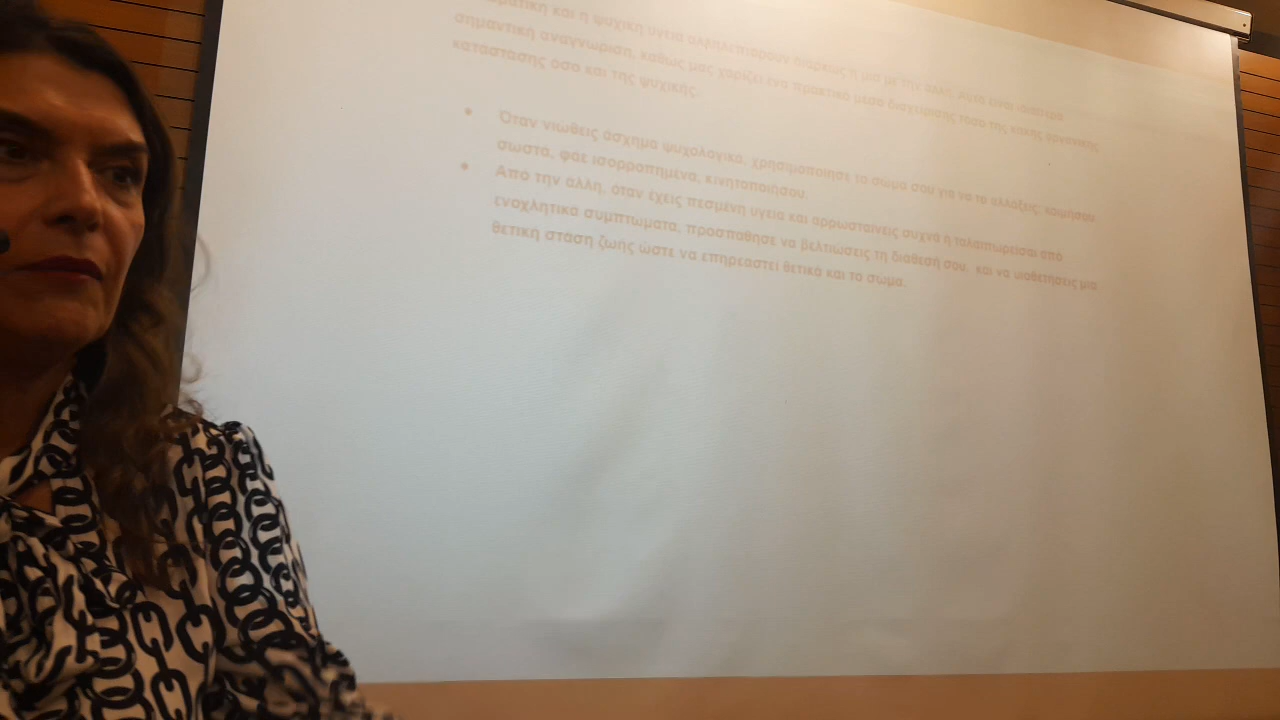 και η ψυχική υγεία αλληλεπιδρούν διαρκώς η μια με την άλλη. Αυτό είναι ιδιαίτερα
σημαντική αναγνώριση, καθώς μας χαρίζει ένα πρακτικό μέσο διαχείρισης τόσο της κακής οργανικής
κατάστασης όσο και της ψυχικής.
• Όταν νιώθεις άσχημα ψυχολογικά, χρησιμοποίησε το σώμα σου για να το αλλάξεις: κοιμήσου
σωστά, φάε ισορροπημένα, κινητοποιήσου.
• Από την άλλη, όταν έχεις πεσμένη υγεία και αρρωσταίνεις συχνά ή ταλαιπωρείσαι από
ενοχλητικά συμπτώματα, προσπάθησε να βελτιώσεις τη διάθεσή σου, και να υιοθετήσεις μια
θετική στάση ζωής ώστε να επηρεαστεί θετικά και το σώμα.